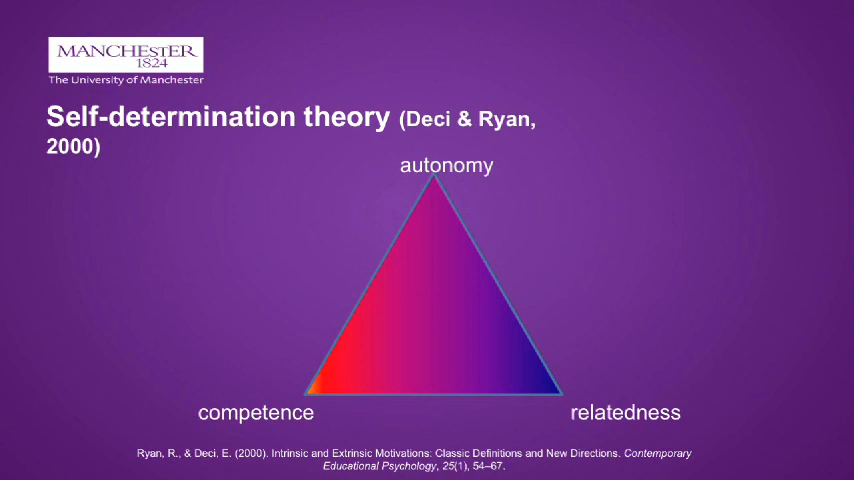 MANCHESTER
1824
The University of Manchester
Self-determination theory (Deci & Ryan,
2000)
autonomy
competence
relatedness
Ryan, R., & Deci, E. (2000). Intrinsic and Extrinsic Motivations: Classic Definitions and New Directions. Contemporary
Educational Psychology, 25(1), 54–67.